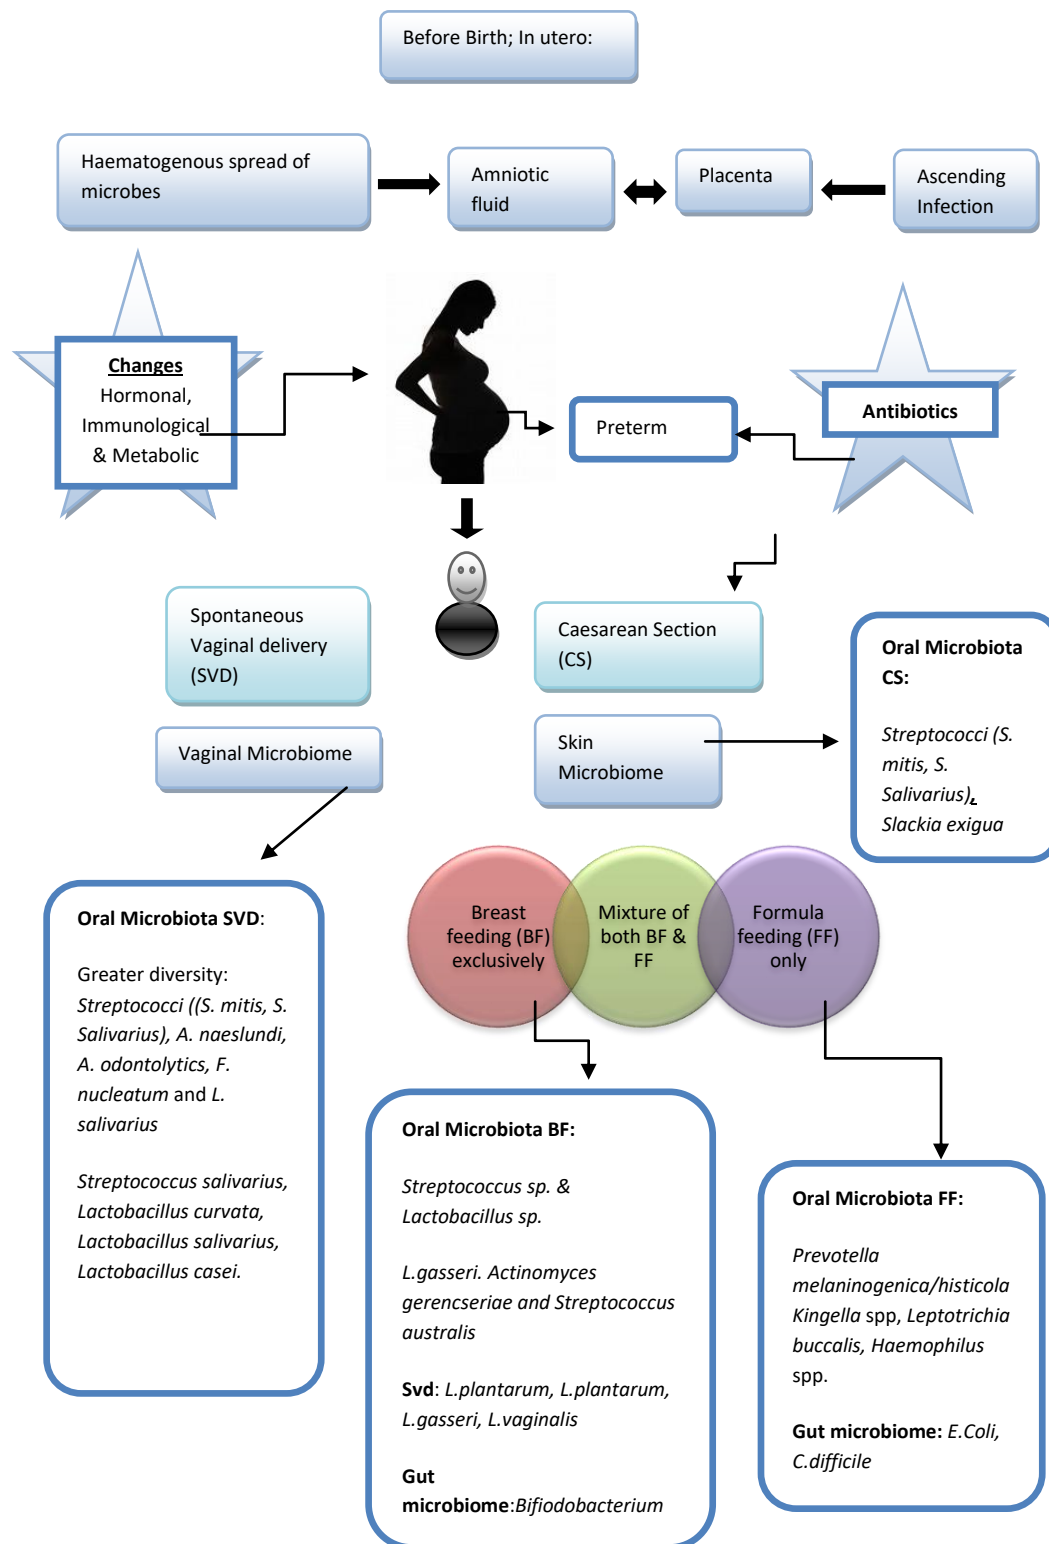 Before Birth; In utero:
Haematogenous spread of
microbes
Amniotic
fluid
Placenta
Ascending
Infection
Changes
Hormonal,
Immunological
& Metabolic
Preterm
Antibiotics
Spontaneous
Vaginal delivery
(SVD)
Caesarean Section
(CS)
Oral Microbiota
CS:
Streptococci (S.
mitis, S.
Salivarius),
Slackia exigua
Vaginal Microbiome
Skin
Microbiome
Breast
feeding (BF)
exclusively
Mixture of
both BF &
FF
Formula
feeding (FF)
only
Oral Microbiota SVD:
Greater diversity:
Streptococci ((S. mitis, S.
Salivarius), A. naeslundi,
A. odontolytics, F.
nucleatum and L.
salivarius
Streptococcus salivarius,
Lactobacillus curvata,
Lactobacillus salivarius,
Lactobacillus casei.
Oral Microbiota BF:
Streptococcus sp. &
Lactobacillus sp.
L.gasseri. Actinomyces
gerencseriae and Streptococcus
australis
Svd: L.plantarum, L.plantarum,
L.gasseri, L.vaginalis
Gut
microbiome:Bifiodobacterium
Oral Microbiota FF:
Prevotella
melaninogenica/histicola
Kingella spp, Leptotrichia
buccalis, Haemophilus
spp.
Gut microbiome: E.Coli,
C.difficile